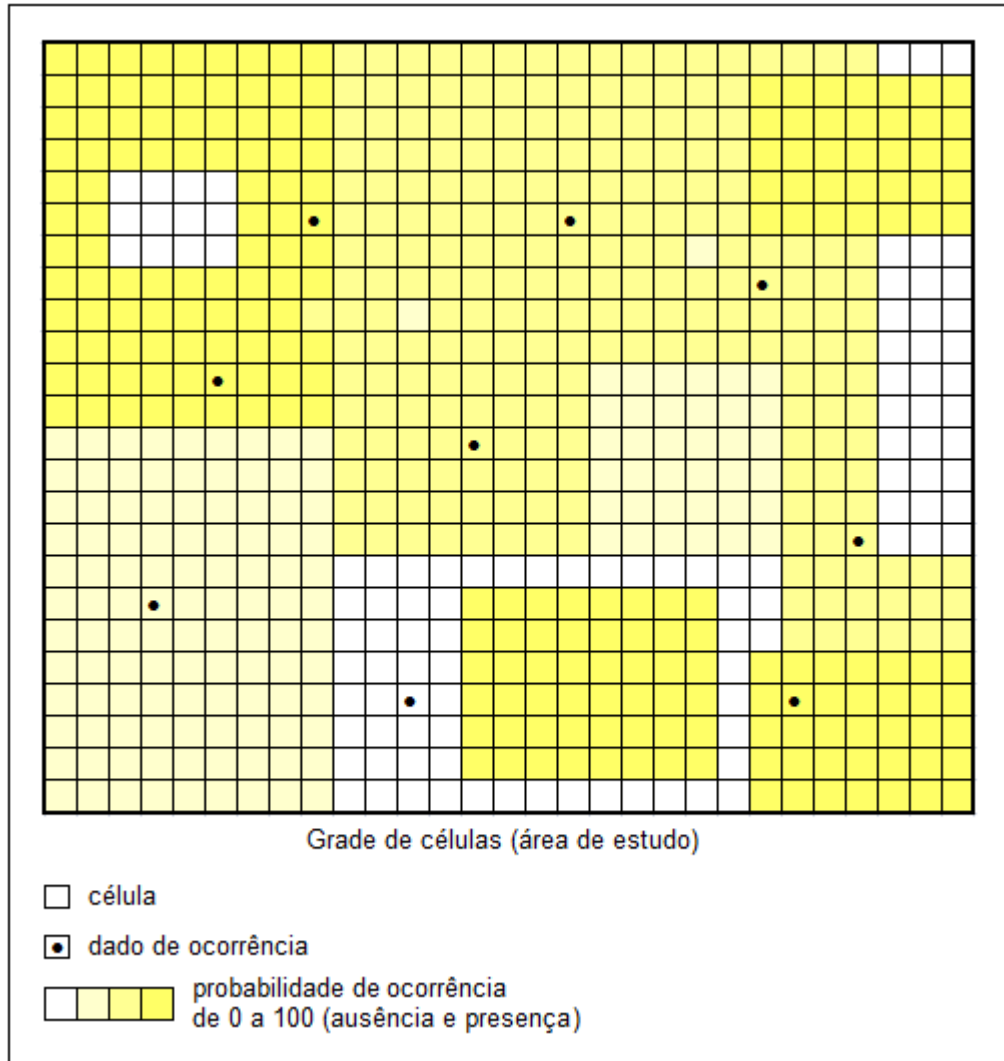 Grade de células (área de estudo)
célula
dado de ocorrência
probabilidade de ocorrência
de 0 a 100 (ausência e presença)